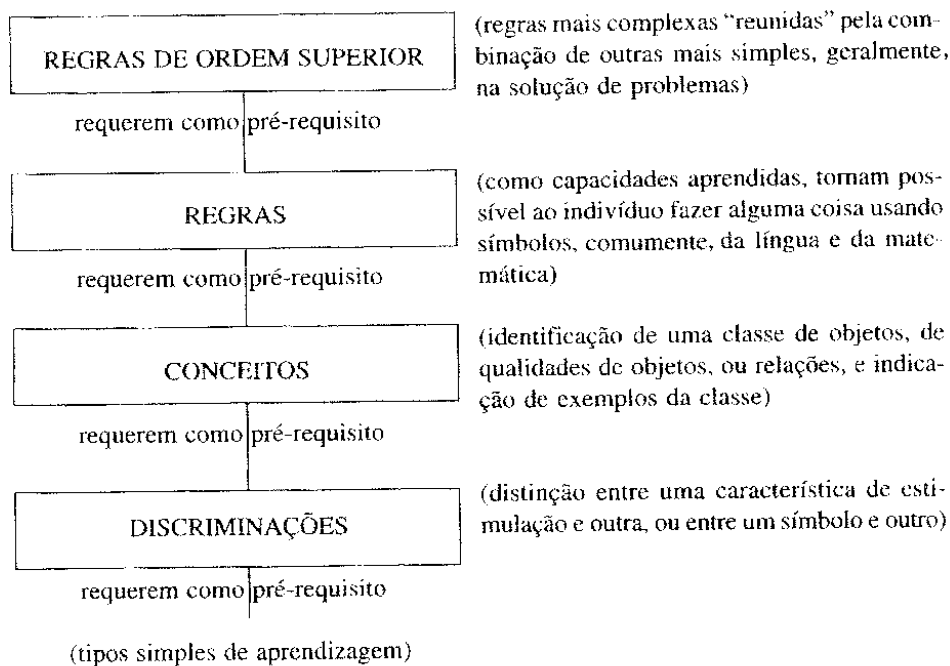 REGRAS DE ORDEM SUPERIOR
(regras mais complexas “reunidas” pela com-
binação de outras mais simples, geralmente,
na solução de problemas)
requerem como pré-requisito
REGRAS
(como capacidades aprendidas, tornam pos-
sível ao indivíduo fazer alguma coisa usando
símbolos, comumente, da língua e da mate-
mática)
requerem como pré-requisito
CONCEITOS
(identificação de uma classe de objetos, de
qualidades de objetos, ou relações, e indica-
ção de exemplos da classe)
requerem como pré-requisito
DISCRIMINAÇÕES
(distinção entre uma característica de esti-
mulação e outra, ou entre um símbolo e outro)
requerem como pré-requisito
(tipos simples de aprendizagem)